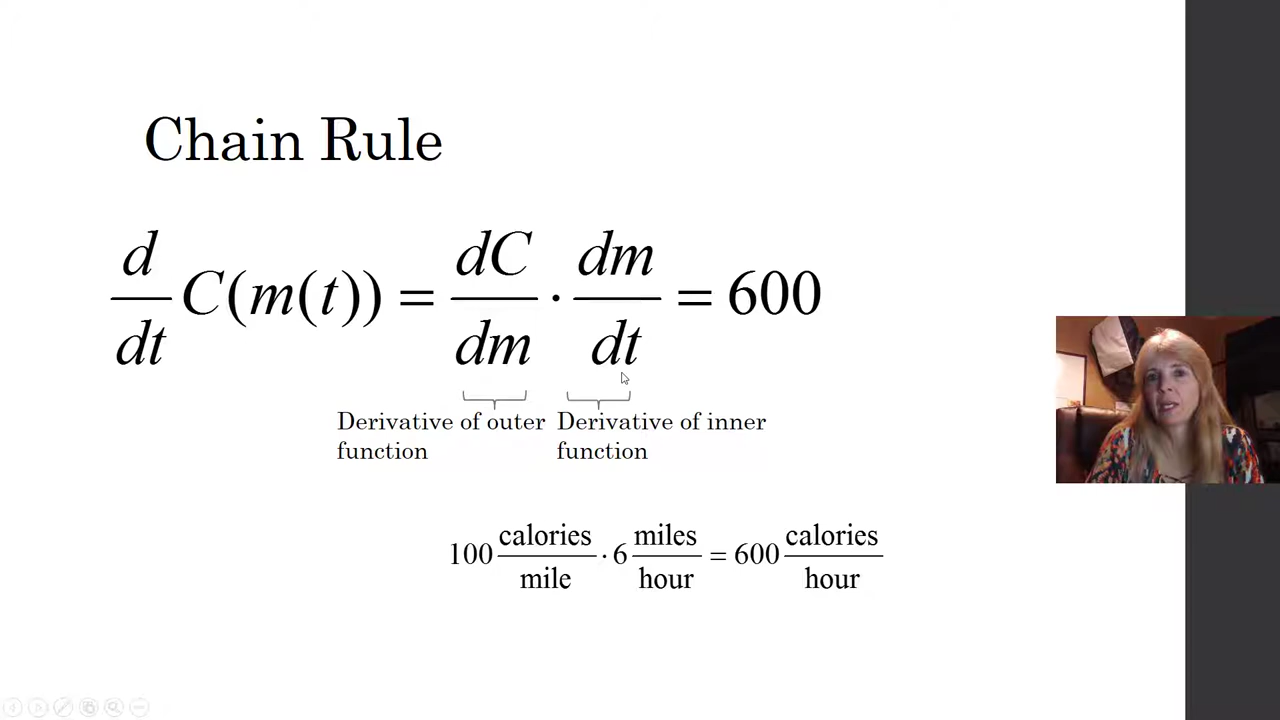 Chain Rule
d/dt C(m(t)) = dC/dm · dm/dt = 600
Derivative of outer function
Derivative of inner function
100 calories/mile · 6 miles/hour = 600 calories/hour